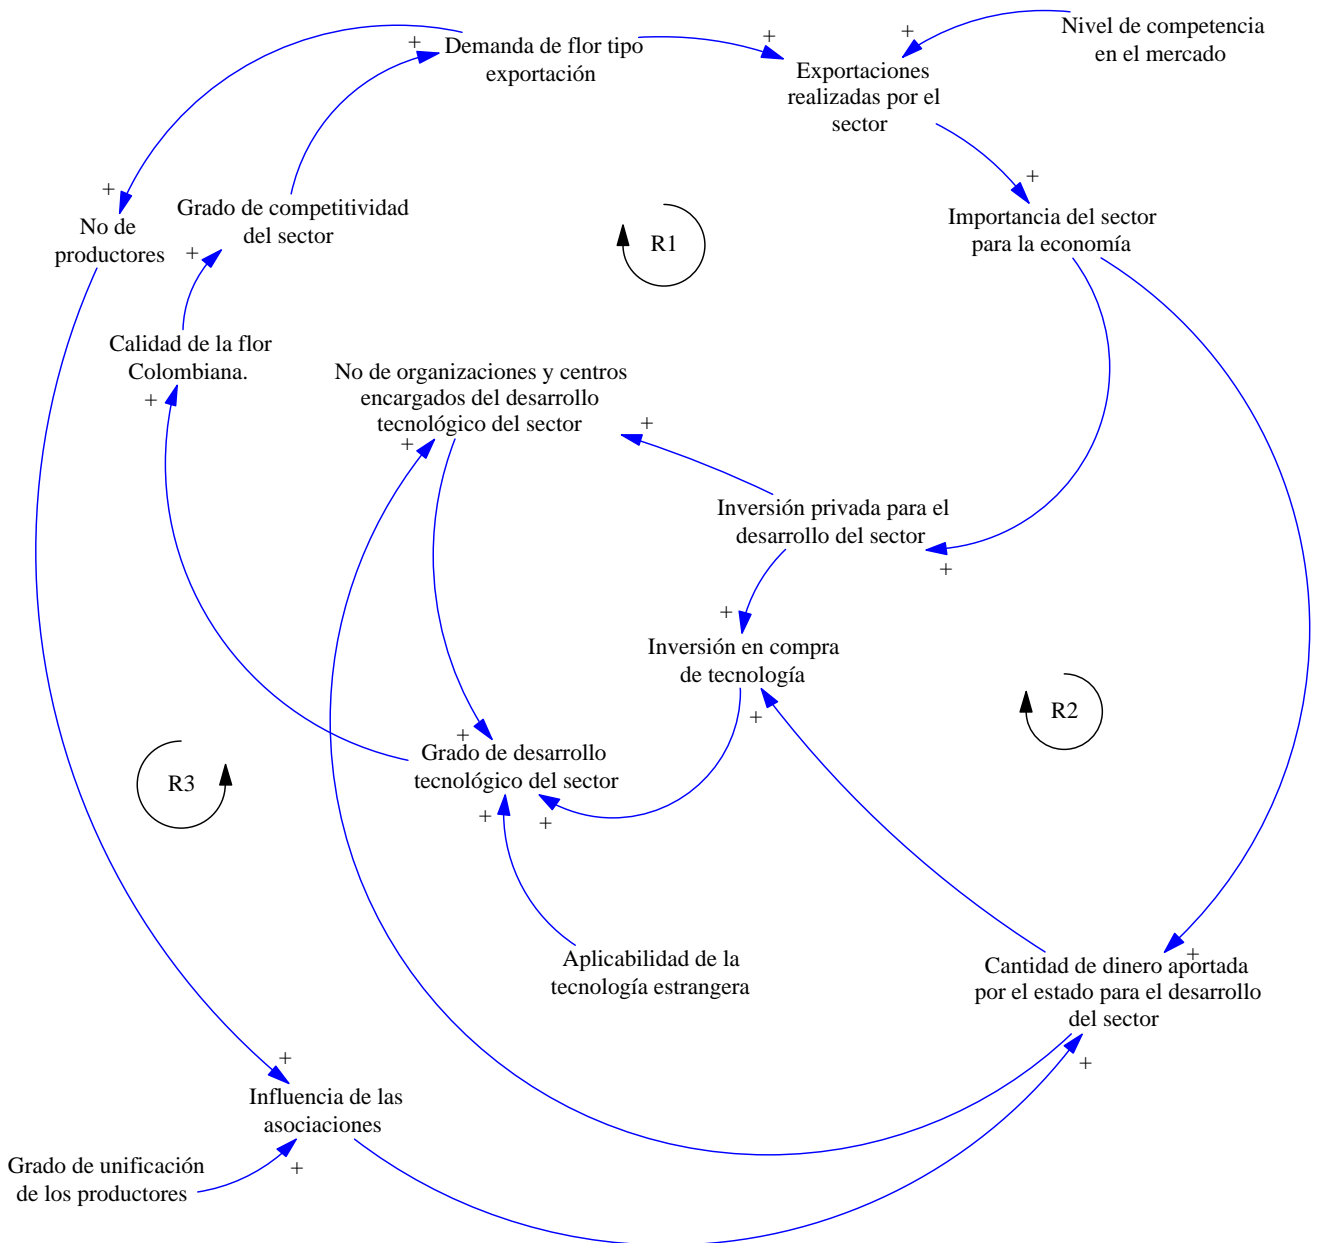 Nivel de competencia
en el mercado
+
+
+
Demanda de flor tipo
exportación
Exportaciones
realizadas por el
sector
+
+
Grado de competitividad
del sector
No de
productores
+
Importancia del sector
para la economía
R1
Calidad de la flor
Colombiana.
+
No de organizaciones y centros
encargados del desarrollo
tecnológico del sector
+
+
Inversión privada para el
desarrollo del sector
+
+
Inversión en compra
de tecnología
+
R2
+
Grado de desarrollo
tecnológico del sector
+
+
R3
Aplicabilidad de la
tecnología estrangera
+
Cantidad de dinero aportada
por el estado para el desarrollo
del sector
+
+
Influencia de las
asociaciones
+
Grado de unificación
de los productores